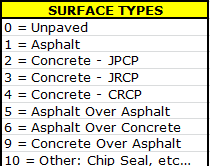 SURFACE TYPES
0 = Unpaved
1 = Asphalt
2 = Concrete - JPCP
3 = Concrete - JRCP
4 = Concrete - CRCP
5 = Asphalt Over Asphalt
6 = Asphalt Over Concrete
9 = Concrete Over Asphalt
10 = Other: Chip Seal, etc...